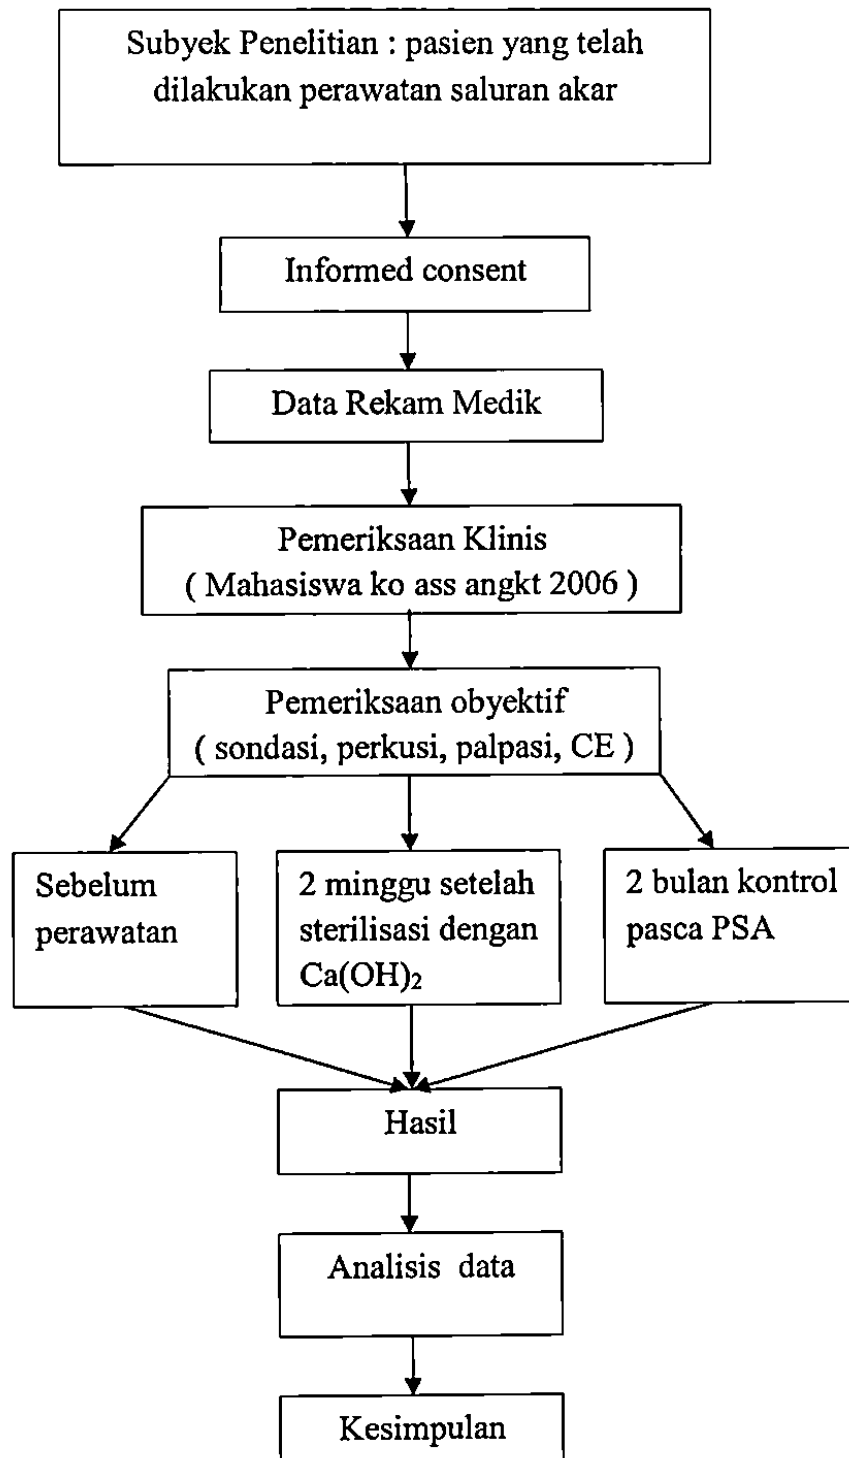 Subyek Penelitian : pasien yang telah
dilakukan perawatan saluran akar
Informed consent
Data Rekam Medik
Pemeriksaan Klinis
( Mahasiswa ko ass angkt 2006 )
Pemeriksaan obyektif
( sondasi, perkusi, palpasi, CE )
Sebelum
perawatan
2 minggu setelah
sterilisasi dengan
Ca(OH)₂
2 bulan kontrol
pasca PSA
Hasil
Analisis data
Kesimpulan